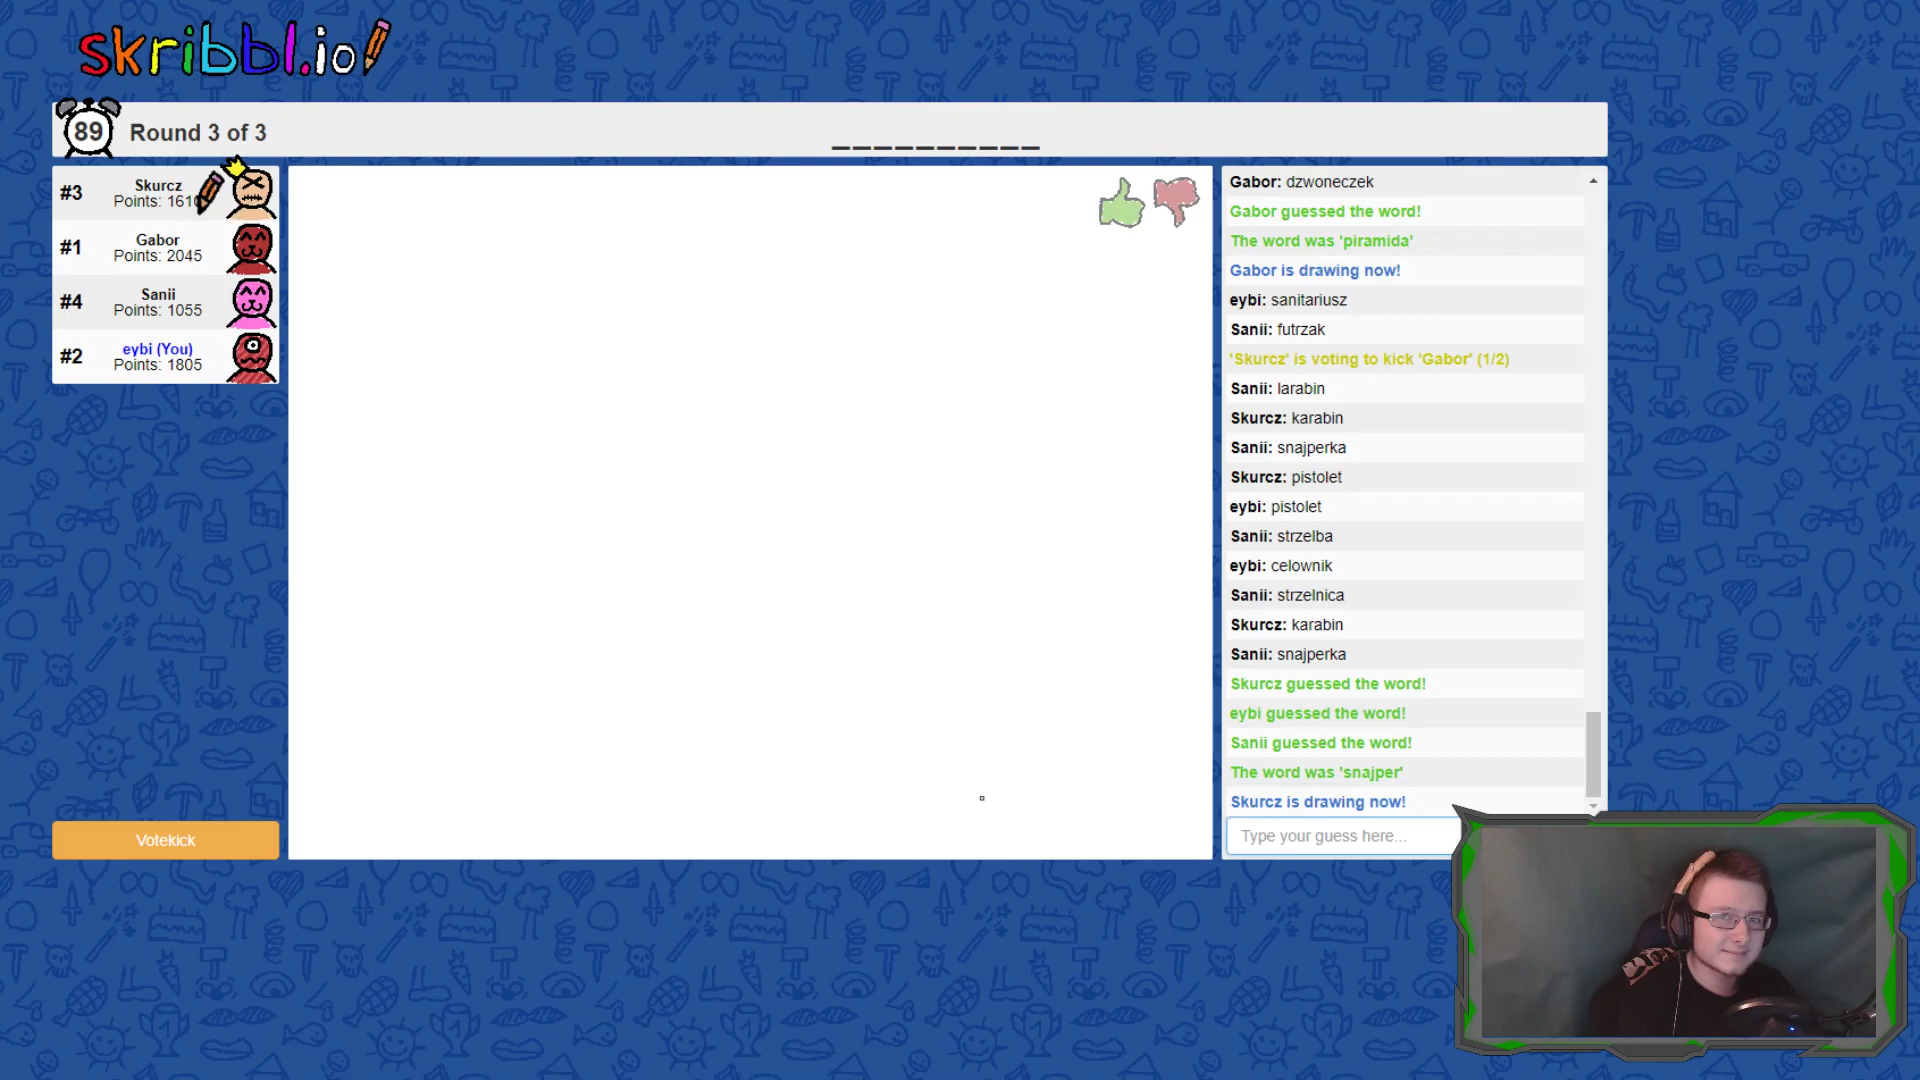 skribbl.io
89
Round 3 of 3
__________
#3
Skurcz
Points: 1610
#1
Gabor
Points: 2045
#4
Sanii
Points: 1055
#2
eybi (You)
Points: 1805
Votekick
Gabor: dzwoneczek
Gabor guessed the word!
The word was 'piramida'
Gabor is drawing now!
eybi: sanitariusz
Sanii: futrzak
'Skurcz' is voting to kick 'Gabor' (1/2)
Sanii: larabin
Skurcz: karabin
Sanii: snajperka
Skurcz: pistolet
eybi: pistolet
Sanii: strzelba
eybi: celownik
Sanii: strzelnica
Skurcz: karabin
Sanii: snajperka
Skurcz guessed the word!
eybi guessed the word!
Sanii guessed the word!
The word was 'snajper'
Skurcz is drawing now!
Type your guess here...